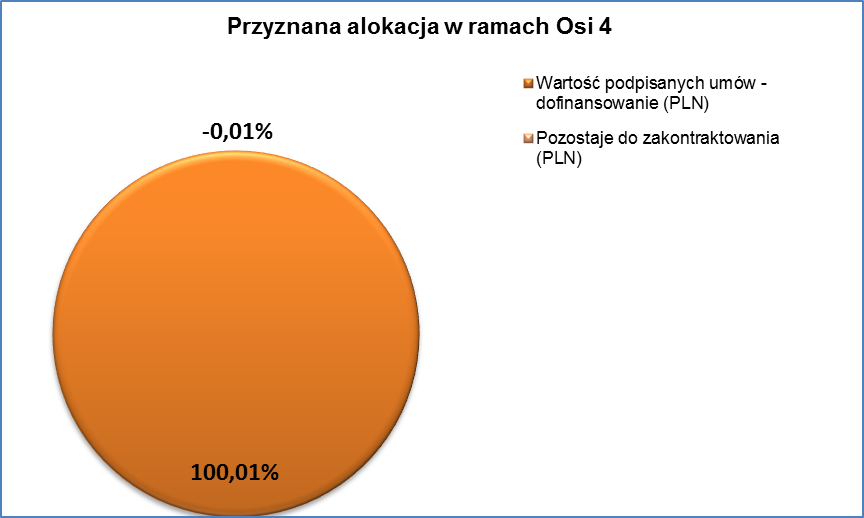 Przyznana alokacja w ramach Osi 4
Wartość podpisanych umów -
dofinansowanie (PLN)
Pozostaje do zakontraktowania
(PLN)
-0,01%
100,01%